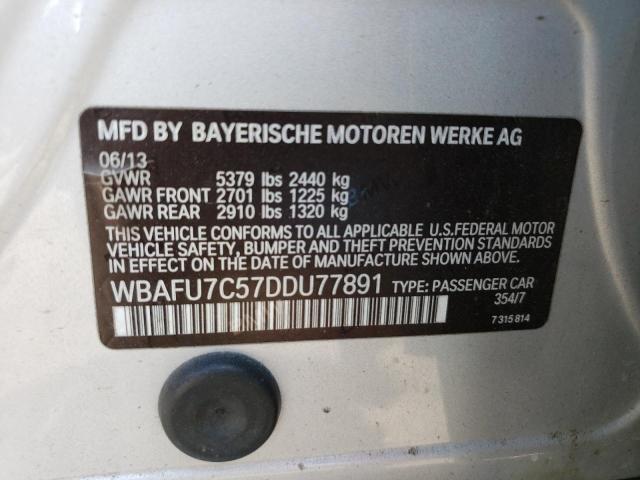 MFD BY BAYERISCHE MOTOREN WERKE AG
06/13
GVWR 5379 lbs 2440 kg
GAWR FRONT 2701 lbs 1225 kg
GAWR REAR 2910 lbs 1320 kg
THIS VEHICLE CONFORMS TO ALL APPLICABLE U.S.FEDERAL MOTOR
VEHICLE SAFETY, BUMPER AND THEFT PREVENTION STANDARDS
IN EFFECT ON THE DATE OF MANUFACTURE SHOWN ABOVE.
WBAFU7C57DDU77891 TYPE: PASSENGER CAR
354/7
7 315 814